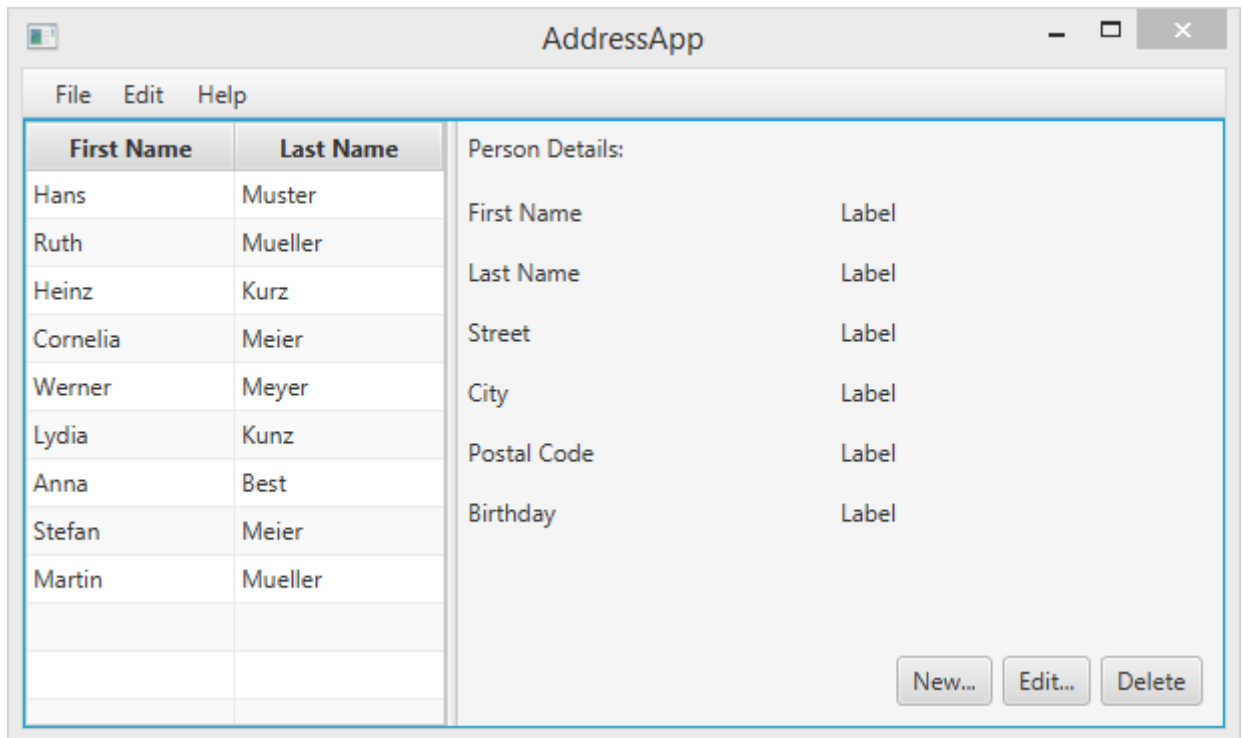 AddressApp
File Edit Help
First Name Last Name
Hans Muster
Ruth Mueller
Heinz Kurz
Cornelia Meier
Werner Meyer
Lydia Kunz
Anna Best
Stefan Meier
Martin Mueller
Person Details:
First Name Label
Last Name Label
Street Label
City Label
Postal Code Label
Birthday Label
New... Edit... Delete